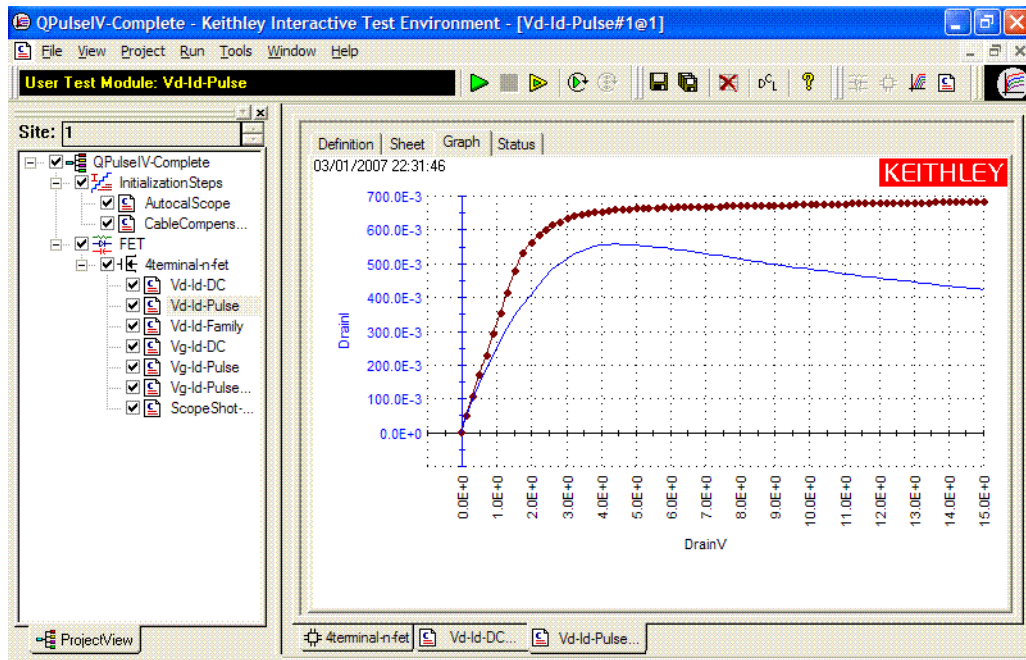 QPulseIV-Complete - Keithley Interactive Test Environment - [Vd-Id-Pulse#1@1]
File View Project Run Tools Window Help
User Test Module: Vd-Id-Pulse
Site: 1
QPulseIV-Complete
InitializationSteps
AutocalScope
CableCompens...
FET
4terminal-n-fet
Vd-Id-DC
Vd-Id-Pulse
Vd-Id-Family
Vg-Id-DC
Vg-Id-Pulse
Vg-Id-Pulse...
ScopeShot-...
ProjectView
Definition Sheet Graph Status
03/01/2007 22:31:46
KEITHLEY
700.0E-3
600.0E-3
500.0E-3
400.0E-3
300.0E-3
200.0E-3
100.0E-3
0.0E+0
DrainI
0.0E+0 1.0E+0 2.0E+0 3.0E+0 4.0E+0 5.0E+0 6.0E+0 7.0E+0 8.0E+0 9.0E+0 10.0E+0 11.0E+0 12.0E+0 13.0E+0 14.0E+0 15.0E+0
DrainV
4terminal-n-fet Vd-Id-DC... Vd-Id-Pulse...